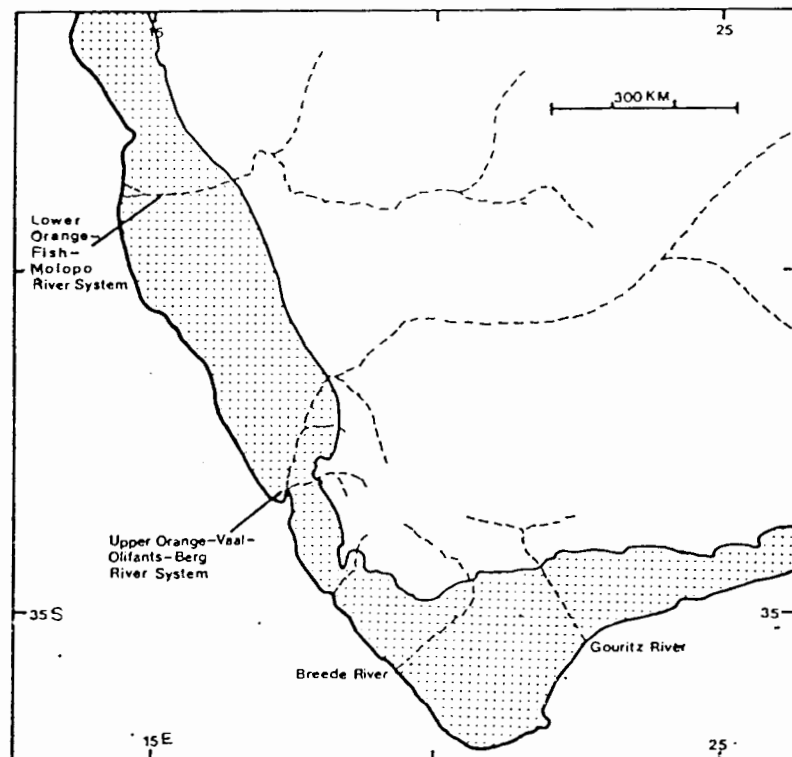 15
25
300 KM
Lower
Orange–
Fish–
Molopo
River System
Upper Orange–Vaal–
Olifants–Berg
River System
35 S
35
Gouritz River
Breede River
15 E
25